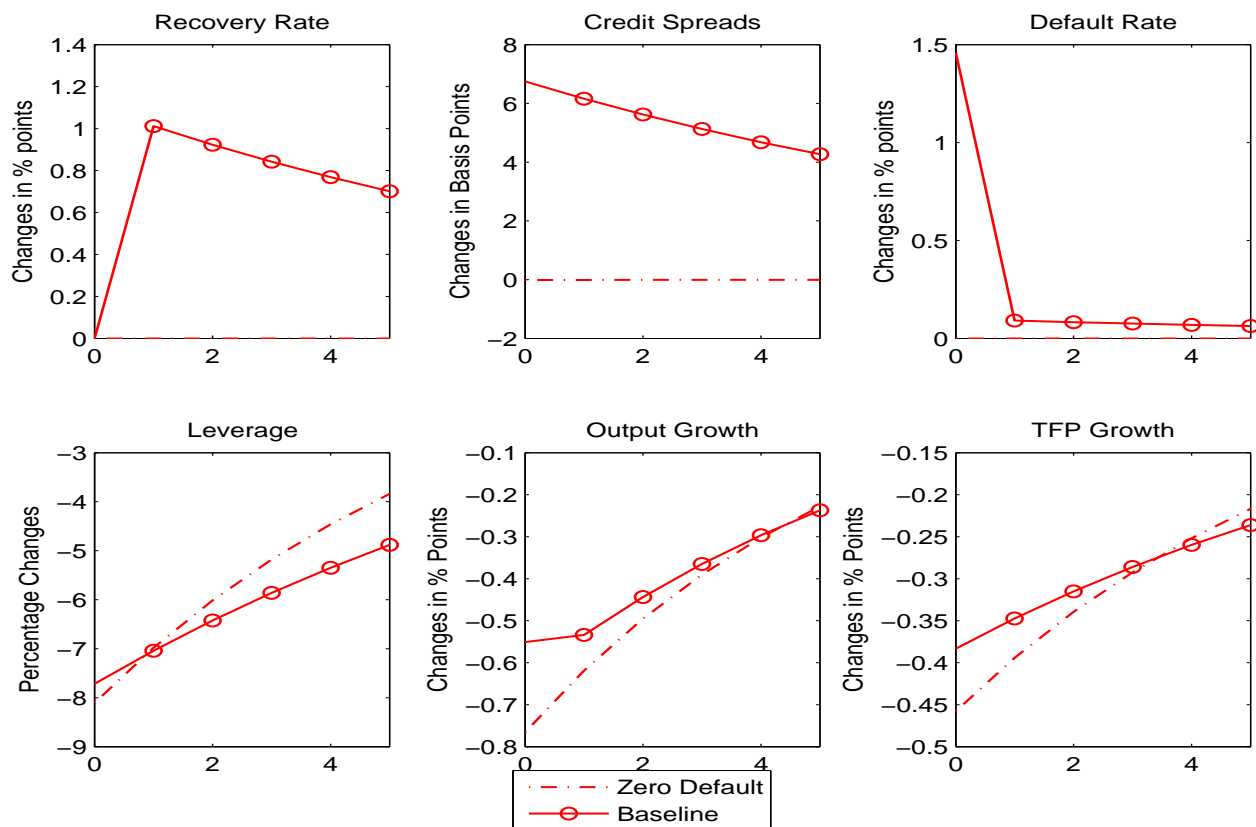 Recovery Rate
Changes in % points
1.4
1.2
1
0.8
0.6
0.4
0.2
0
0 2 4
Credit Spreads
Changes in Basis Points
8
6
4
2
0
−2
0 2 4
Default Rate
Changes in % points
1.5
1
0.5
0
0 2 4
Leverage
Percentage Changes
−3
−4
−5
−6
−7
−8
−9
0 2 4
Output Growth
Changes in % Points
−0.1
−0.2
−0.3
−0.4
−0.5
−0.6
−0.7
−0.8
0 2 4
TFP Growth
Changes in % Points
−0.15
−0.2
−0.25
−0.3
−0.35
−0.4
−0.45
−0.5
0 2 4
Zero Default
Baseline